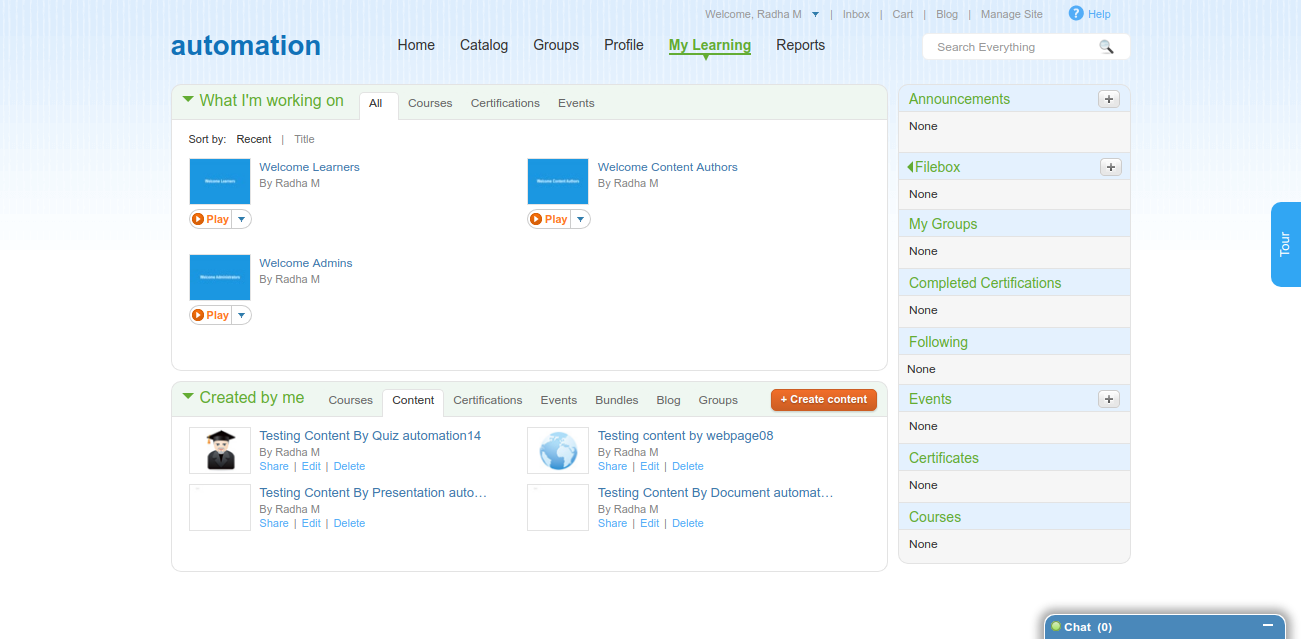 Welcome, Radha M | Inbox | Cart | Blog | Manage Site ? Help
automation
Home Catalog Groups Profile My Learning Reports
Search Everything
What I'm working on All Courses Certifications Events
Sort by: Recent | Title
Welcome Learners
Welcome Learners
By Radha M
Play
Welcome Content Authors
Welcome Content Authors
By Radha M
Play
Welcome Administrators
Welcome Admins
By Radha M
Play
Created by me Courses Content Certifications Events Bundles Blog Groups + Create content
Testing Content By Quiz automation14
By Radha M
Share | Edit | Delete
Testing content by webpage08
By Radha M
Share | Edit | Delete
Testing Content By Presentation auto…
By Radha M
Share | Edit | Delete
Testing Content By Document automat…
By Radha M
Share | Edit | Delete
Announcements +
None
Filebox +
None
My Groups
None
Completed Certifications
None
Following
None
Events +
None
Certificates
None
Courses
None
Tour
Chat (0)